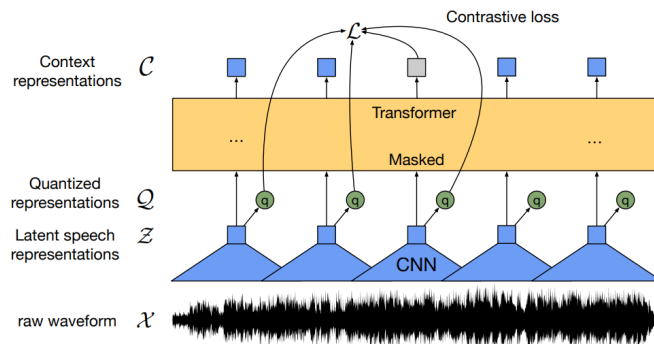 Contrastive loss
ℒ
Context
representations 𝒞
Transformer
... ...
Masked
Quantized
representations 𝒬
q q q q q
Latent speech
representations 𝒵
CNN
raw waveform 𝒳